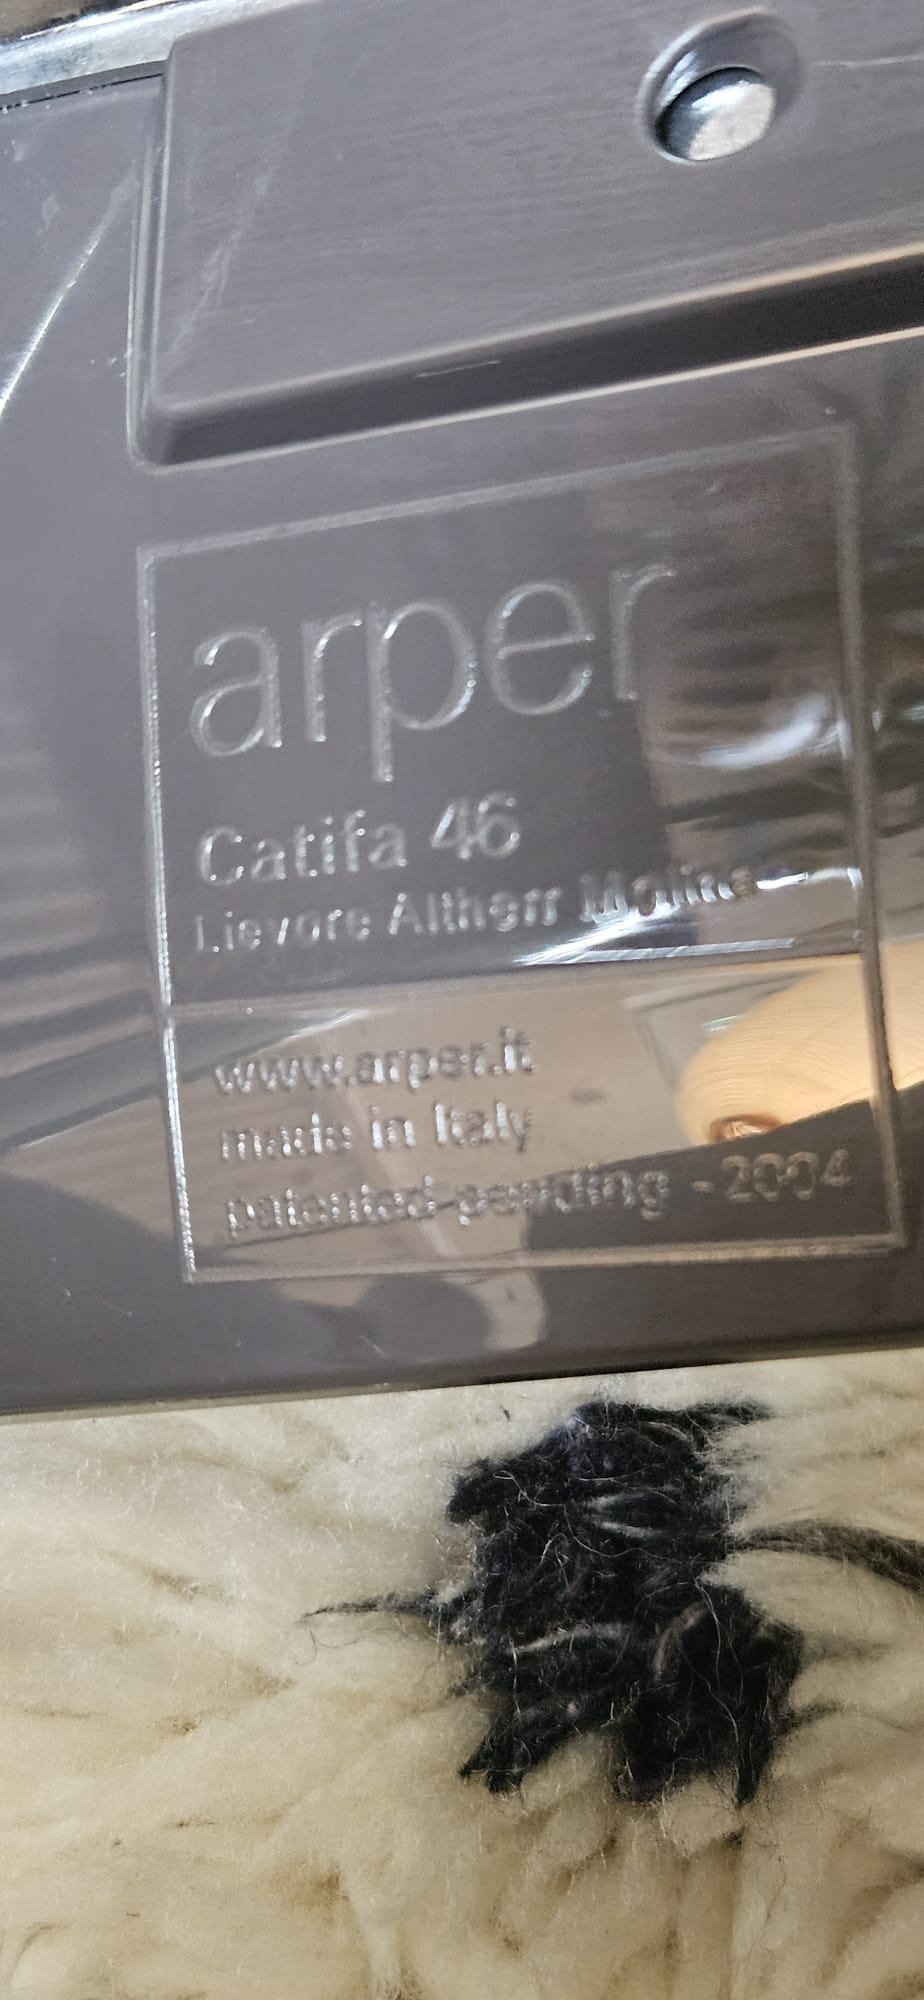 arper
Catifa 46
Lievore Altherr Molina
www.arper.it
made in Italy
patented-pending - 2004